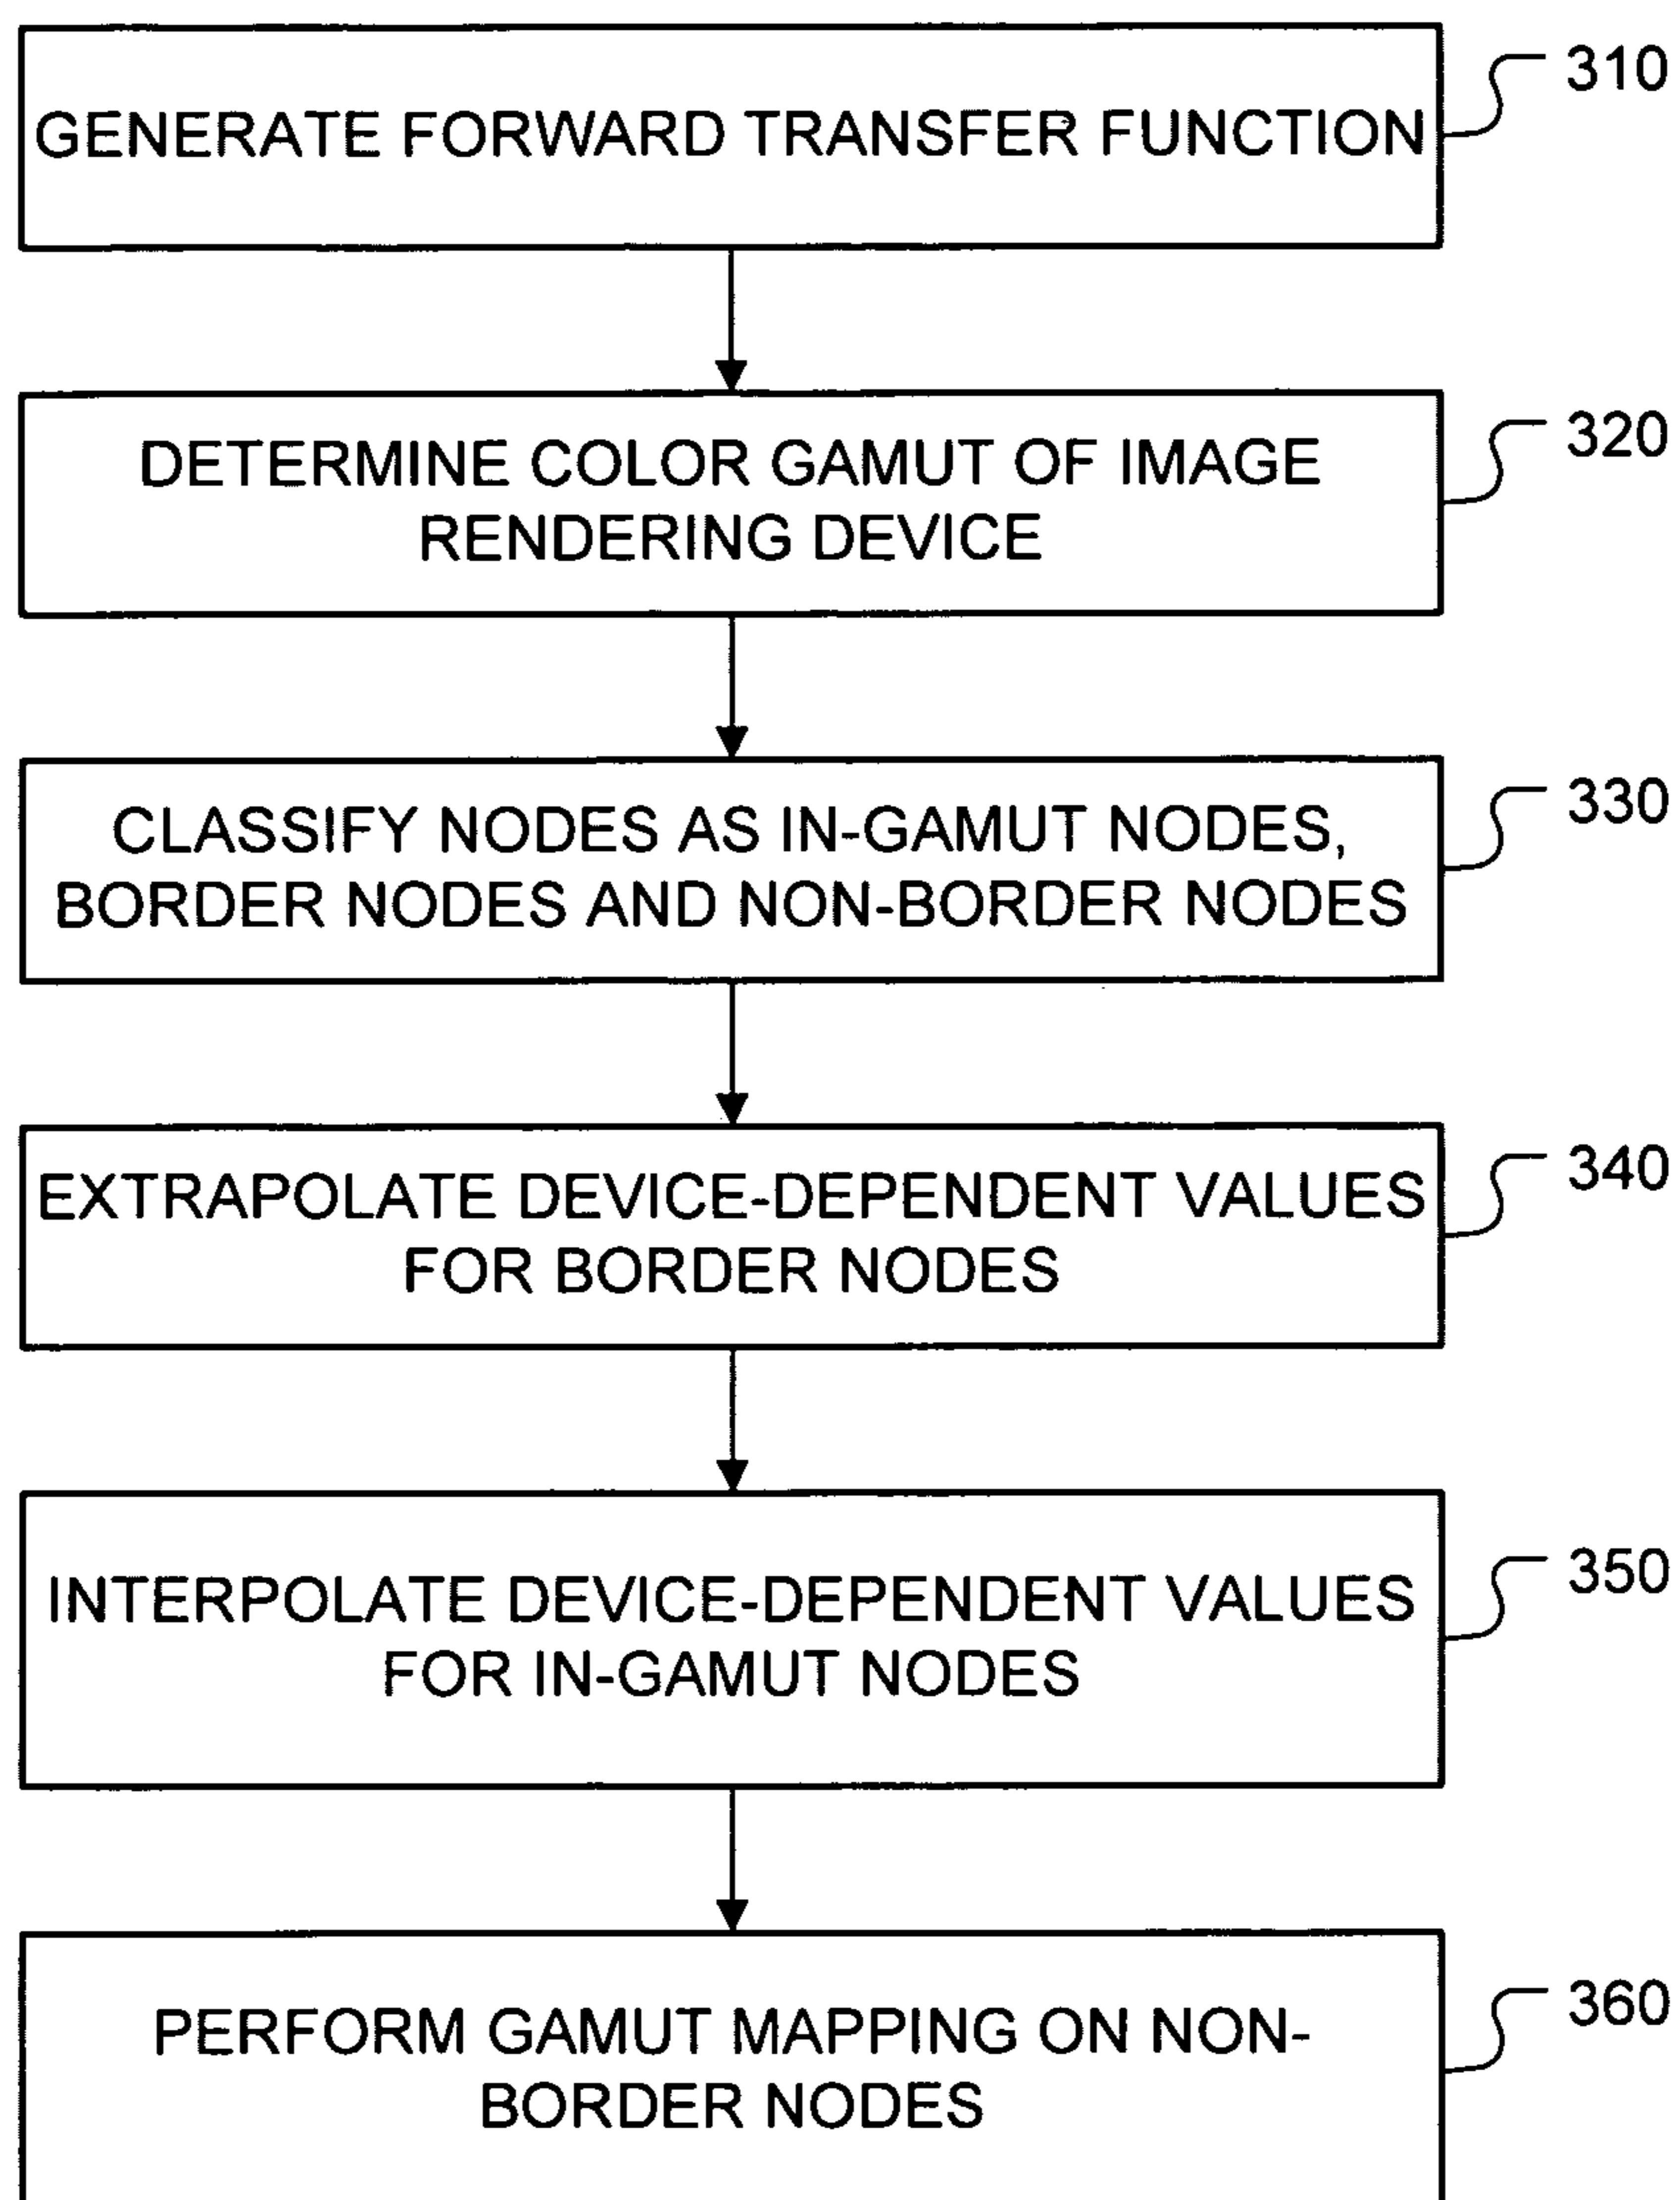 GENERATE FORWARD TRANSFER FUNCTION
310
DETERMINE COLOR GAMUT OF IMAGE
RENDERING DEVICE
320
CLASSIFY NODES AS IN-GAMUT NODES,
BORDER NODES AND NON-BORDER NODES
330
EXTRAPOLATE DEVICE-DEPENDENT VALUES
FOR BORDER NODES
340
INTERPOLATE DEVICE-DEPENDENT VALUES
FOR IN-GAMUT NODES
350
PERFORM GAMUT MAPPING ON NON-
BORDER NODES
360